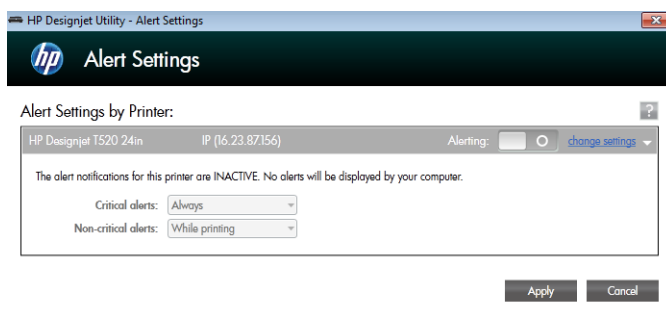 HP Designjet Utility - Alert Settings
hp Alert Settings
Alert Settings by Printer: ?
HP Designjet T520 24in IP (16.23.87.156) Alerting: O change settings
The alert notifications for this printer are INACTIVE. No alerts will be displayed by your computer.
Critical alerts: Always
Non-critical alerts: While printing
Apply Cancel